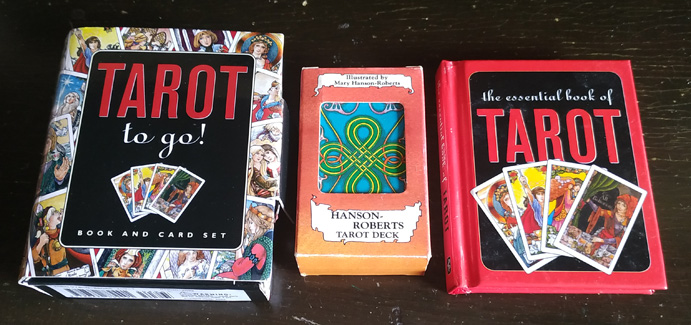 TAROT
to go!
BOOK AND CARD SET
Illustrated by
Mary Hanson-Roberts
HANSON-
ROBERTS
TAROT DECK
the essential book of
TAROT